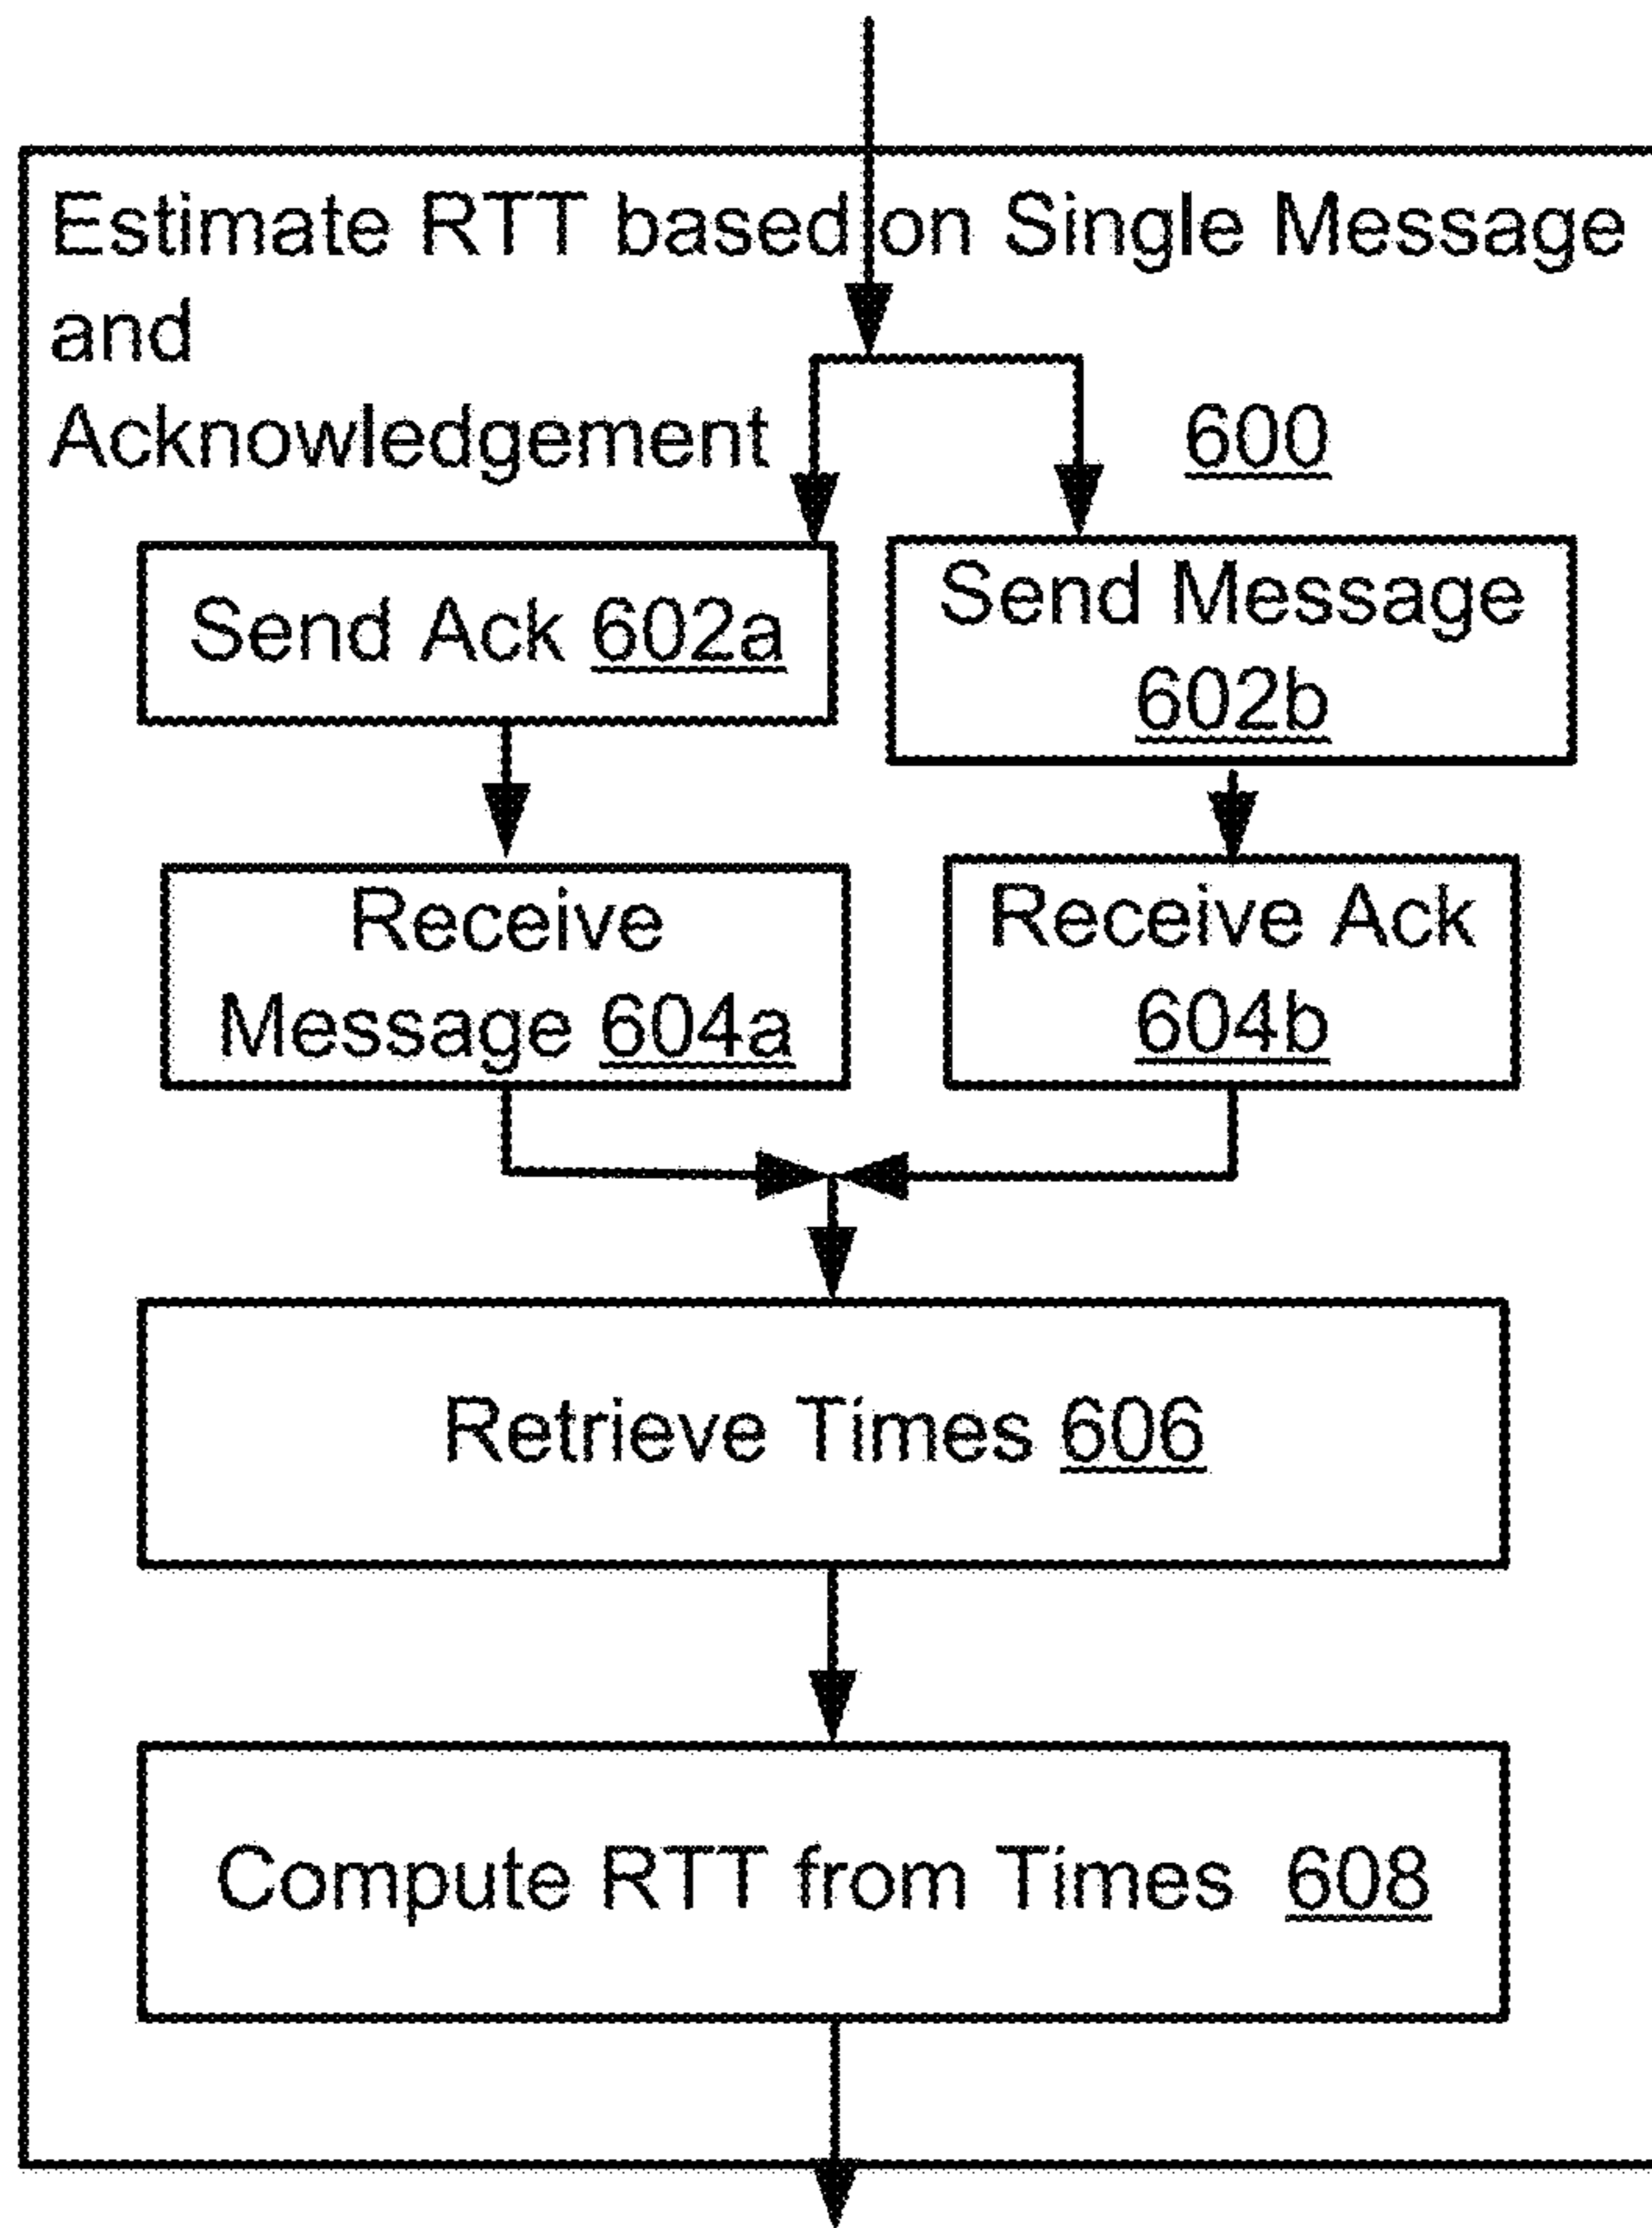 Estimate RTT based on Single Message
and
Acknowledgement
600
Send Ack 602a
Send Message
602b
Receive
Message 604a
Receive Ack
604b
Retrieve Times 606
Compute RTT from Times 608